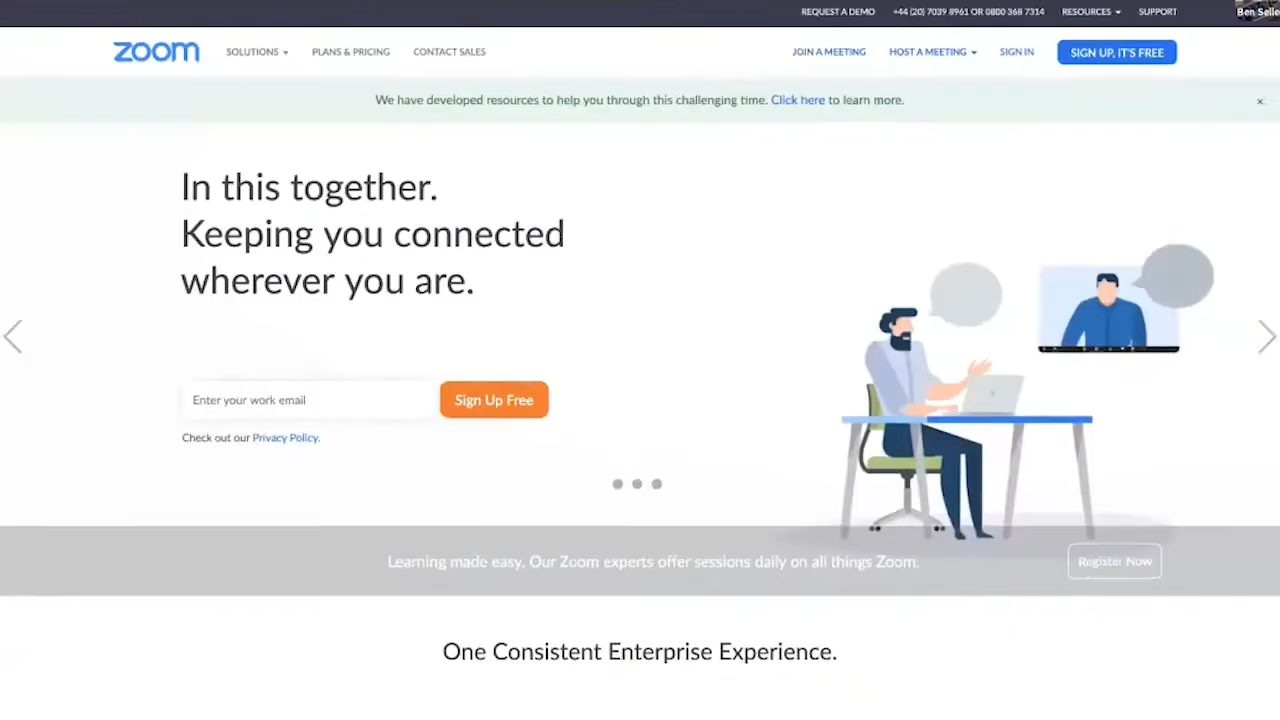 REQUEST A DEMO +44 (20) 7039 8961 OR 0800 368 7314 RESOURCES SUPPORT
Ben
zoom SOLUTIONS PLANS & PRICING CONTACT SALES JOIN A MEETING HOST A MEETING SIGN IN SIGN UP, IT'S FREE
We have developed resources to help you through this challenging time. Click here to learn more. ×
In this together.
Keeping you connected
wherever you are.
Enter your work email Sign Up Free
Check out our Privacy Policy.
Learning made easy. Our Zoom experts offer sessions daily on all things Zoom. Register Now
One Consistent Enterprise Experience.